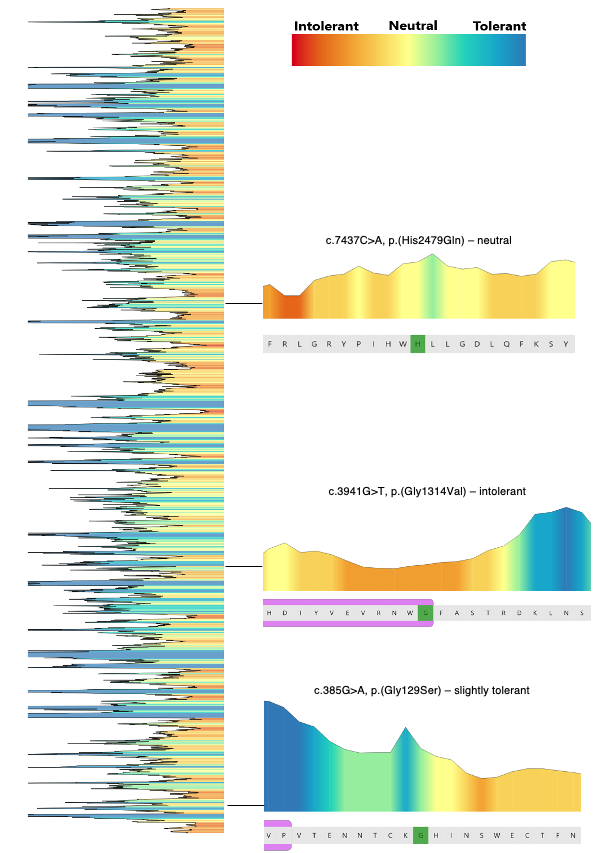 Intolerant Neutral Tolerant
c.7437C>A, p.(His2479Gln) – neutral
F R L G R Y P I H W H L L G D L Q F K S Y
c.3941G>T, p.(Gly1314Val) – intolerant
H D I Y V E V R N W G F A S T R D K L N S
c.385G>A, p.(Gly129Ser) – slightly tolerant
V P V T E N N T C K G H I N S W E C T F N